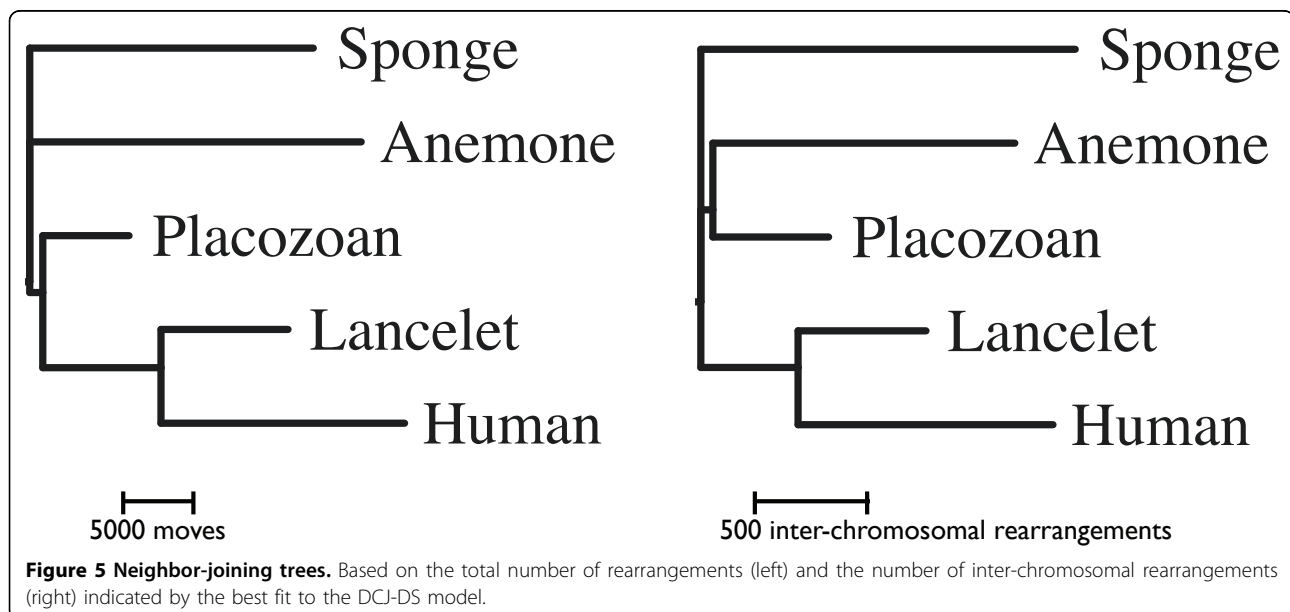 Sponge
Anemone
Placozoan
Lancelet
Human
5000 moves
Sponge
Anemone
Placozoan
Lancelet
Human
500 inter-chromosomal rearrangements
Figure 5 Neighbor-joining trees. Based on the total number of rearrangements (left) and the number of inter-chromosomal rearrangements
(right) indicated by the best fit to the DCJ-DS model.